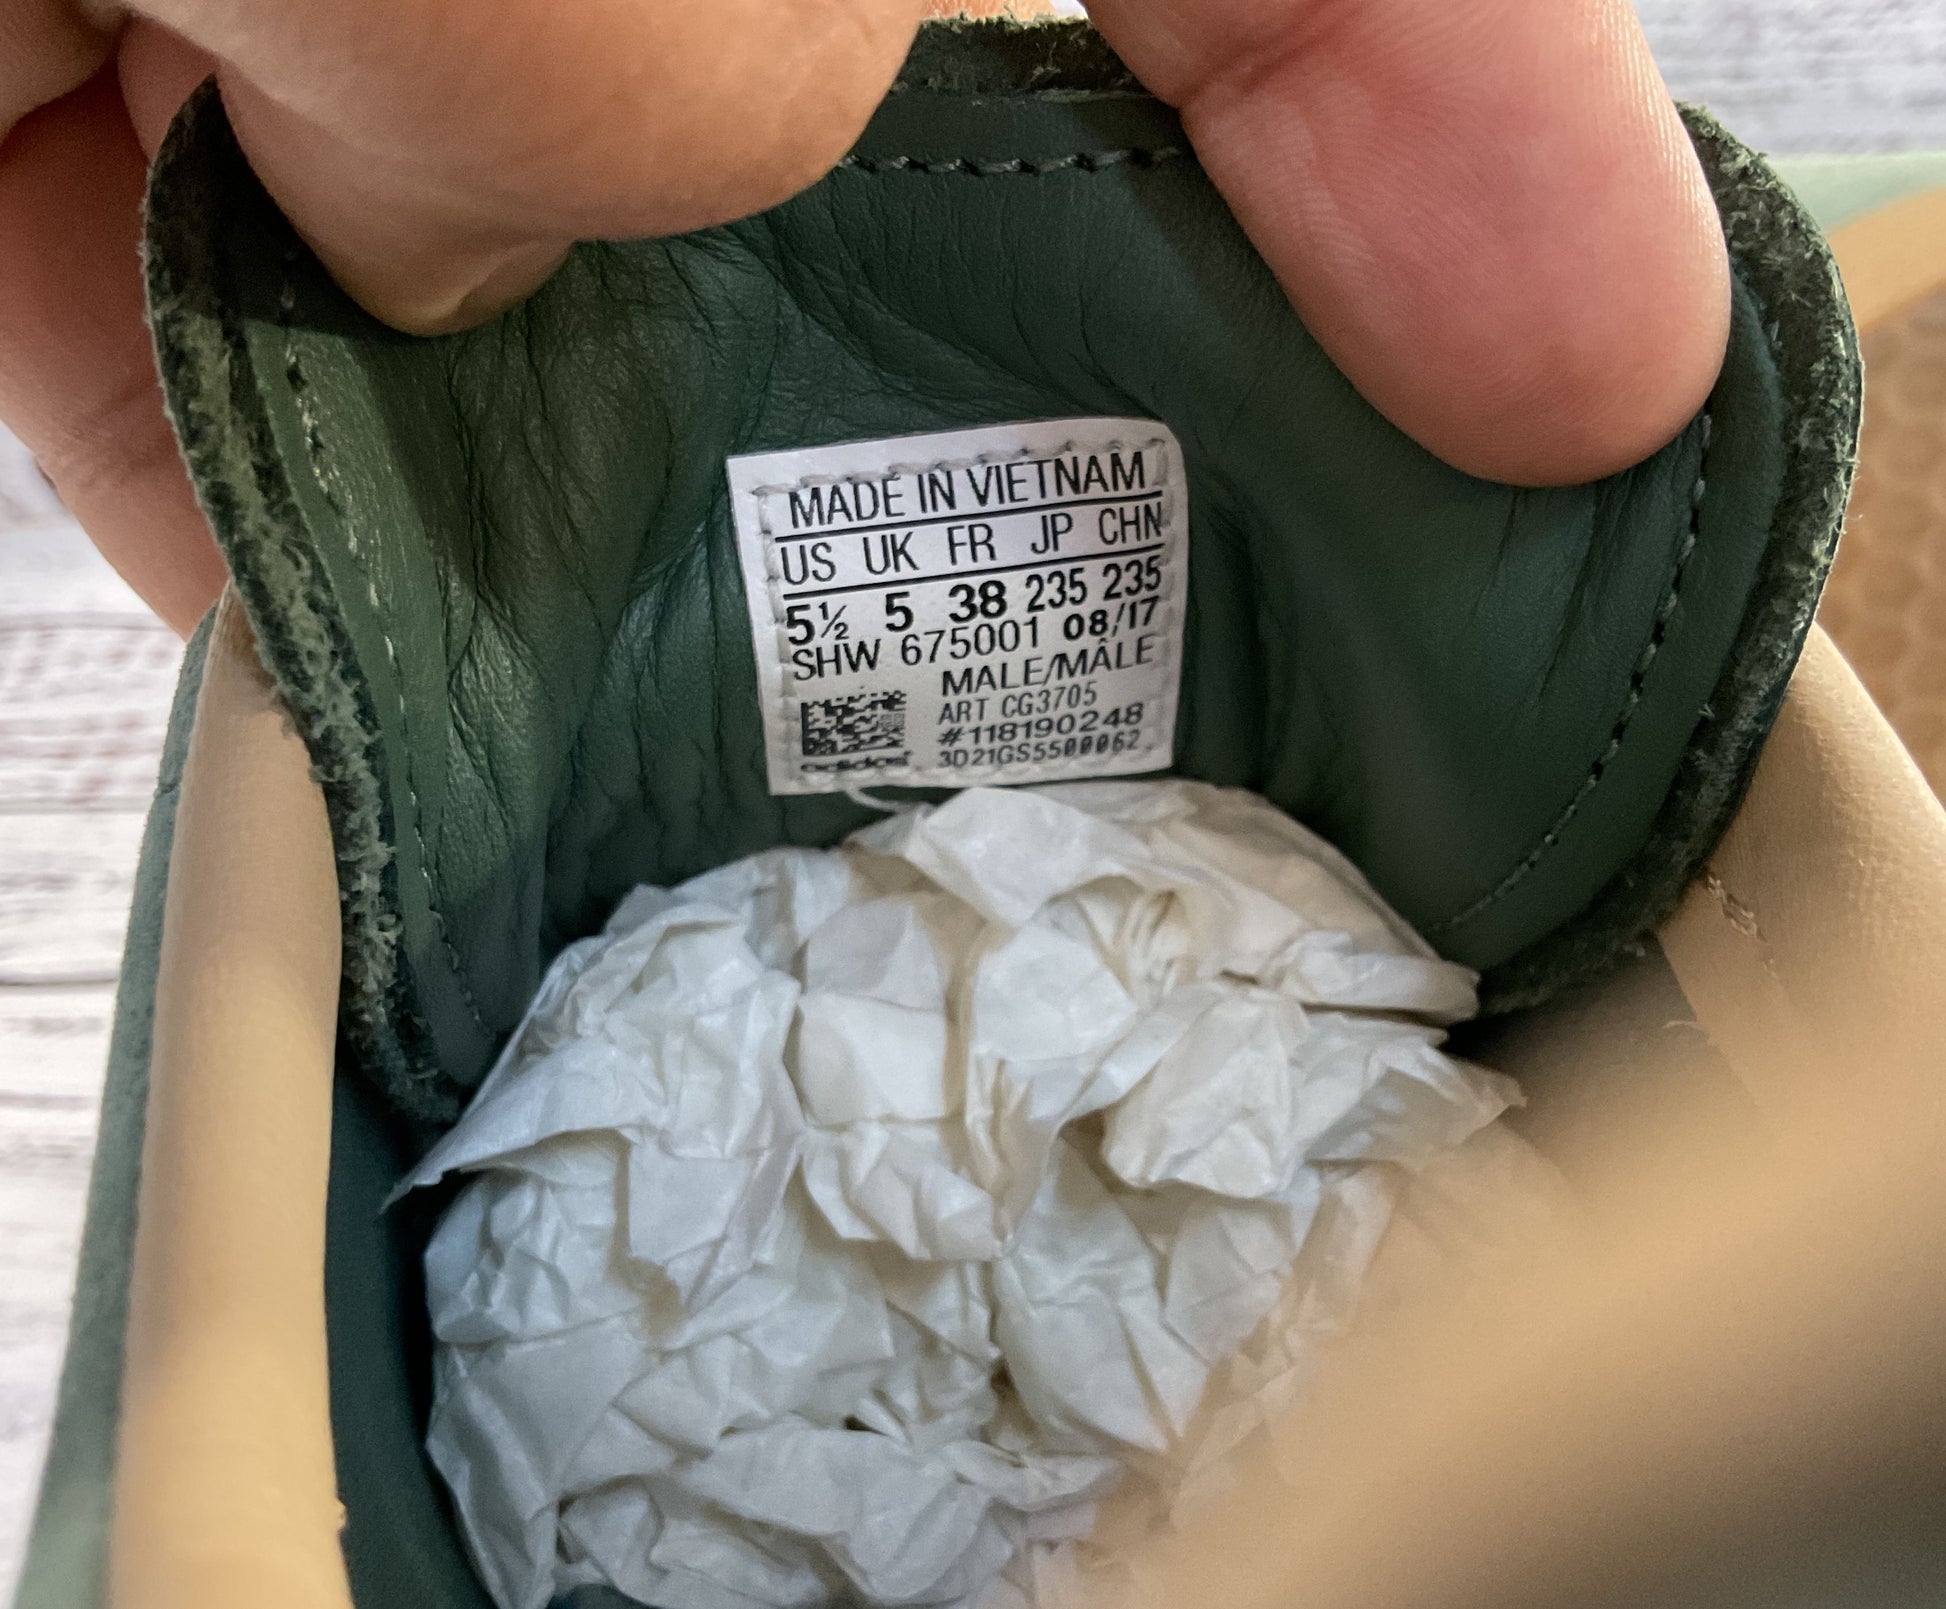 MADE IN VIETNAM
US UK FR JP CHN
5½ 5 38 235 235
SHW 675001 08/17
MALE/MÂLE
ART CG3705
#118190248
3D21GS5500062
adidas